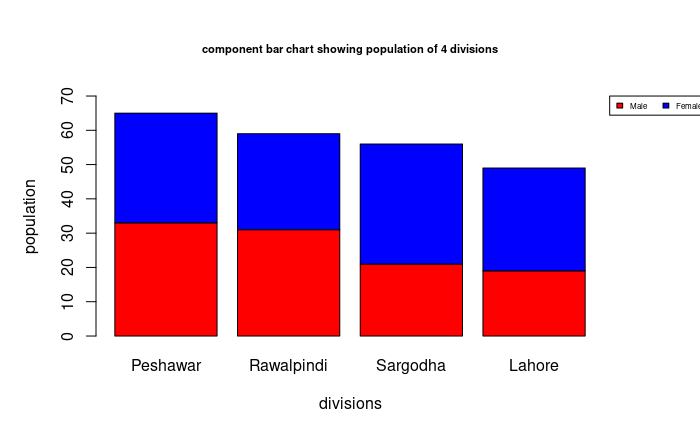 component bar chart showing population of 4 divisions
Male Female
population
70
60
50
40
30
20
10
0
Peshawar Rawalpindi Sargodha Lahore
divisions